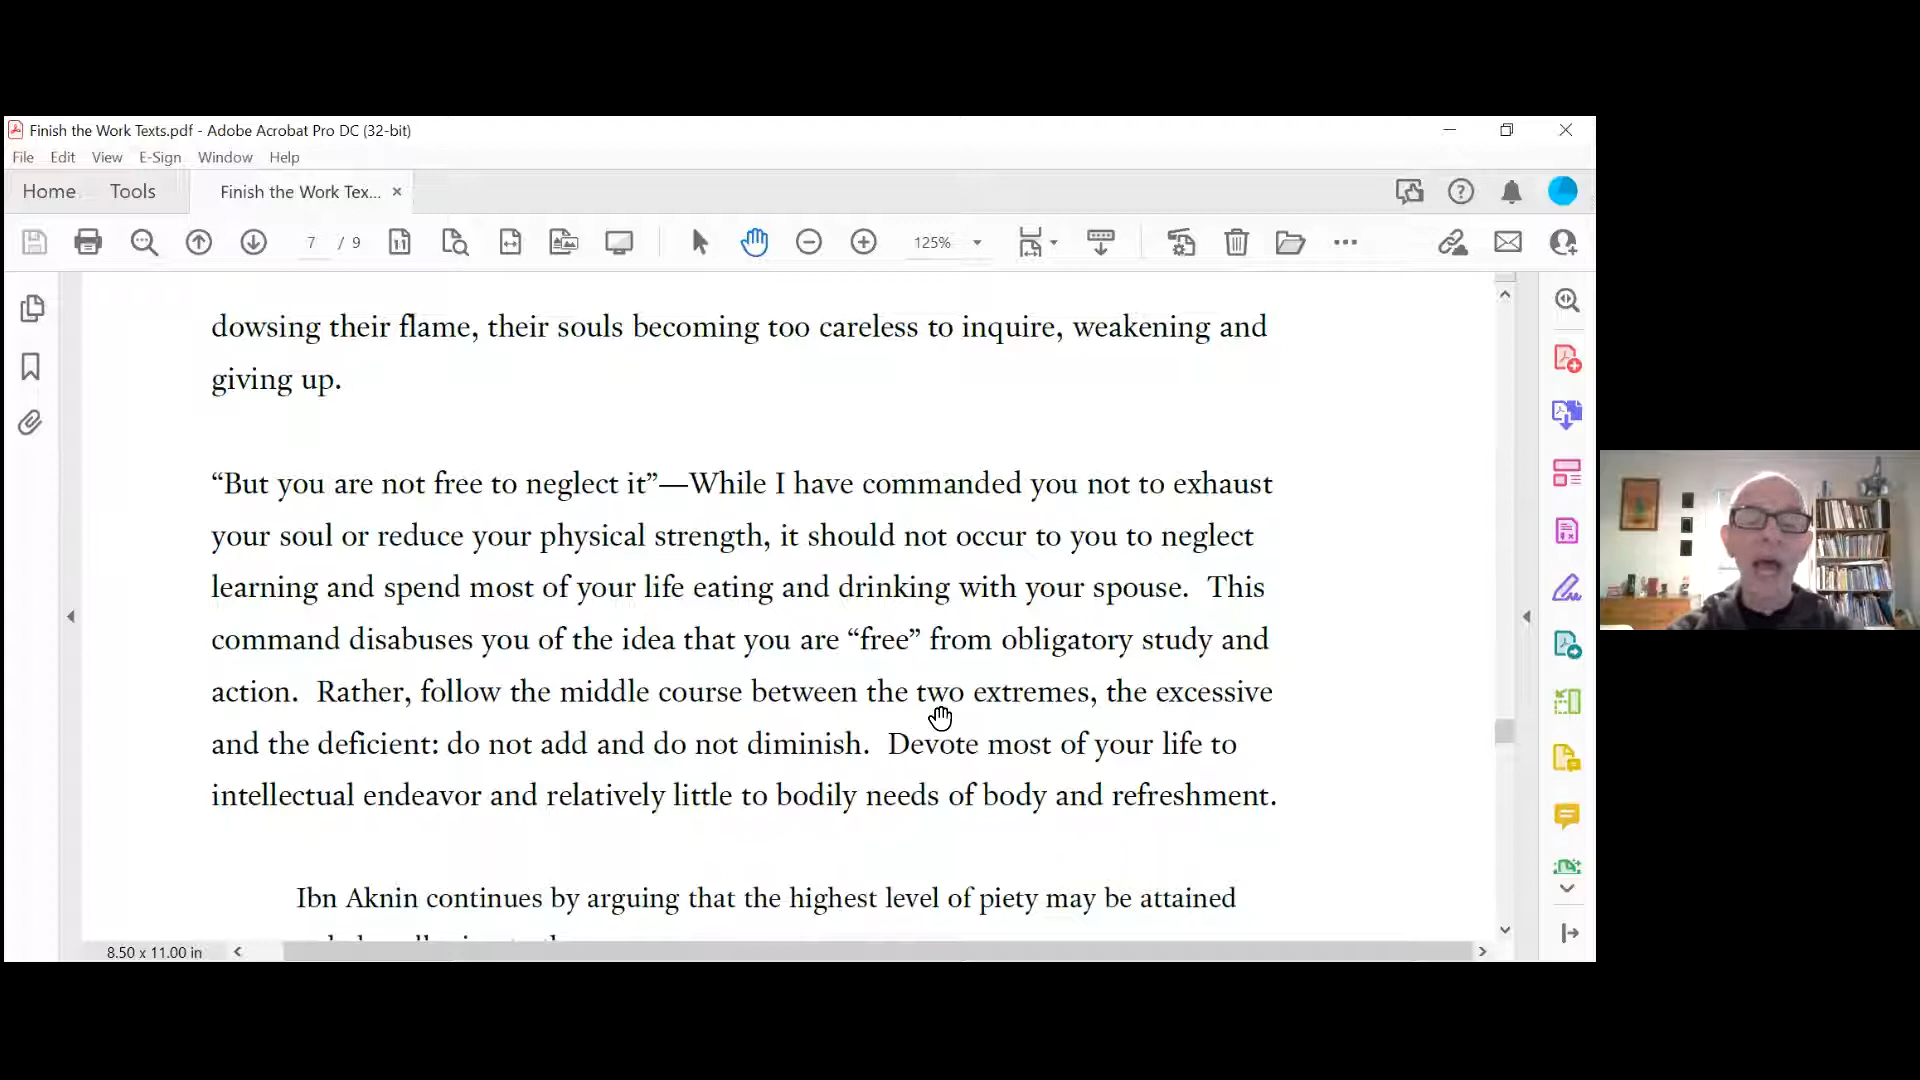 Finish the Work Texts.pdf - Adobe Acrobat Pro DC (32-bit)
File Edit View E-Sign Window Help
Home Tools Finish the Work Tex...
7 / 9 125%
dowsing their flame, their souls becoming too careless to inquire, weakening and
giving up.
“But you are not free to neglect it”—While I have commanded you not to exhaust
your soul or reduce your physical strength, it should not occur to you to neglect
learning and spend most of your life eating and drinking with your spouse. This
command disabuses you of the idea that you are “free” from obligatory study and
action. Rather, follow the middle course between the two extremes, the excessive
and the deficient: do not add and do not diminish. Devote most of your life to
intellectual endeavor and relatively little to bodily needs of body and refreshment.
Ibn Aknin continues by arguing that the highest level of piety may be attained
8.50 x 11.00 in